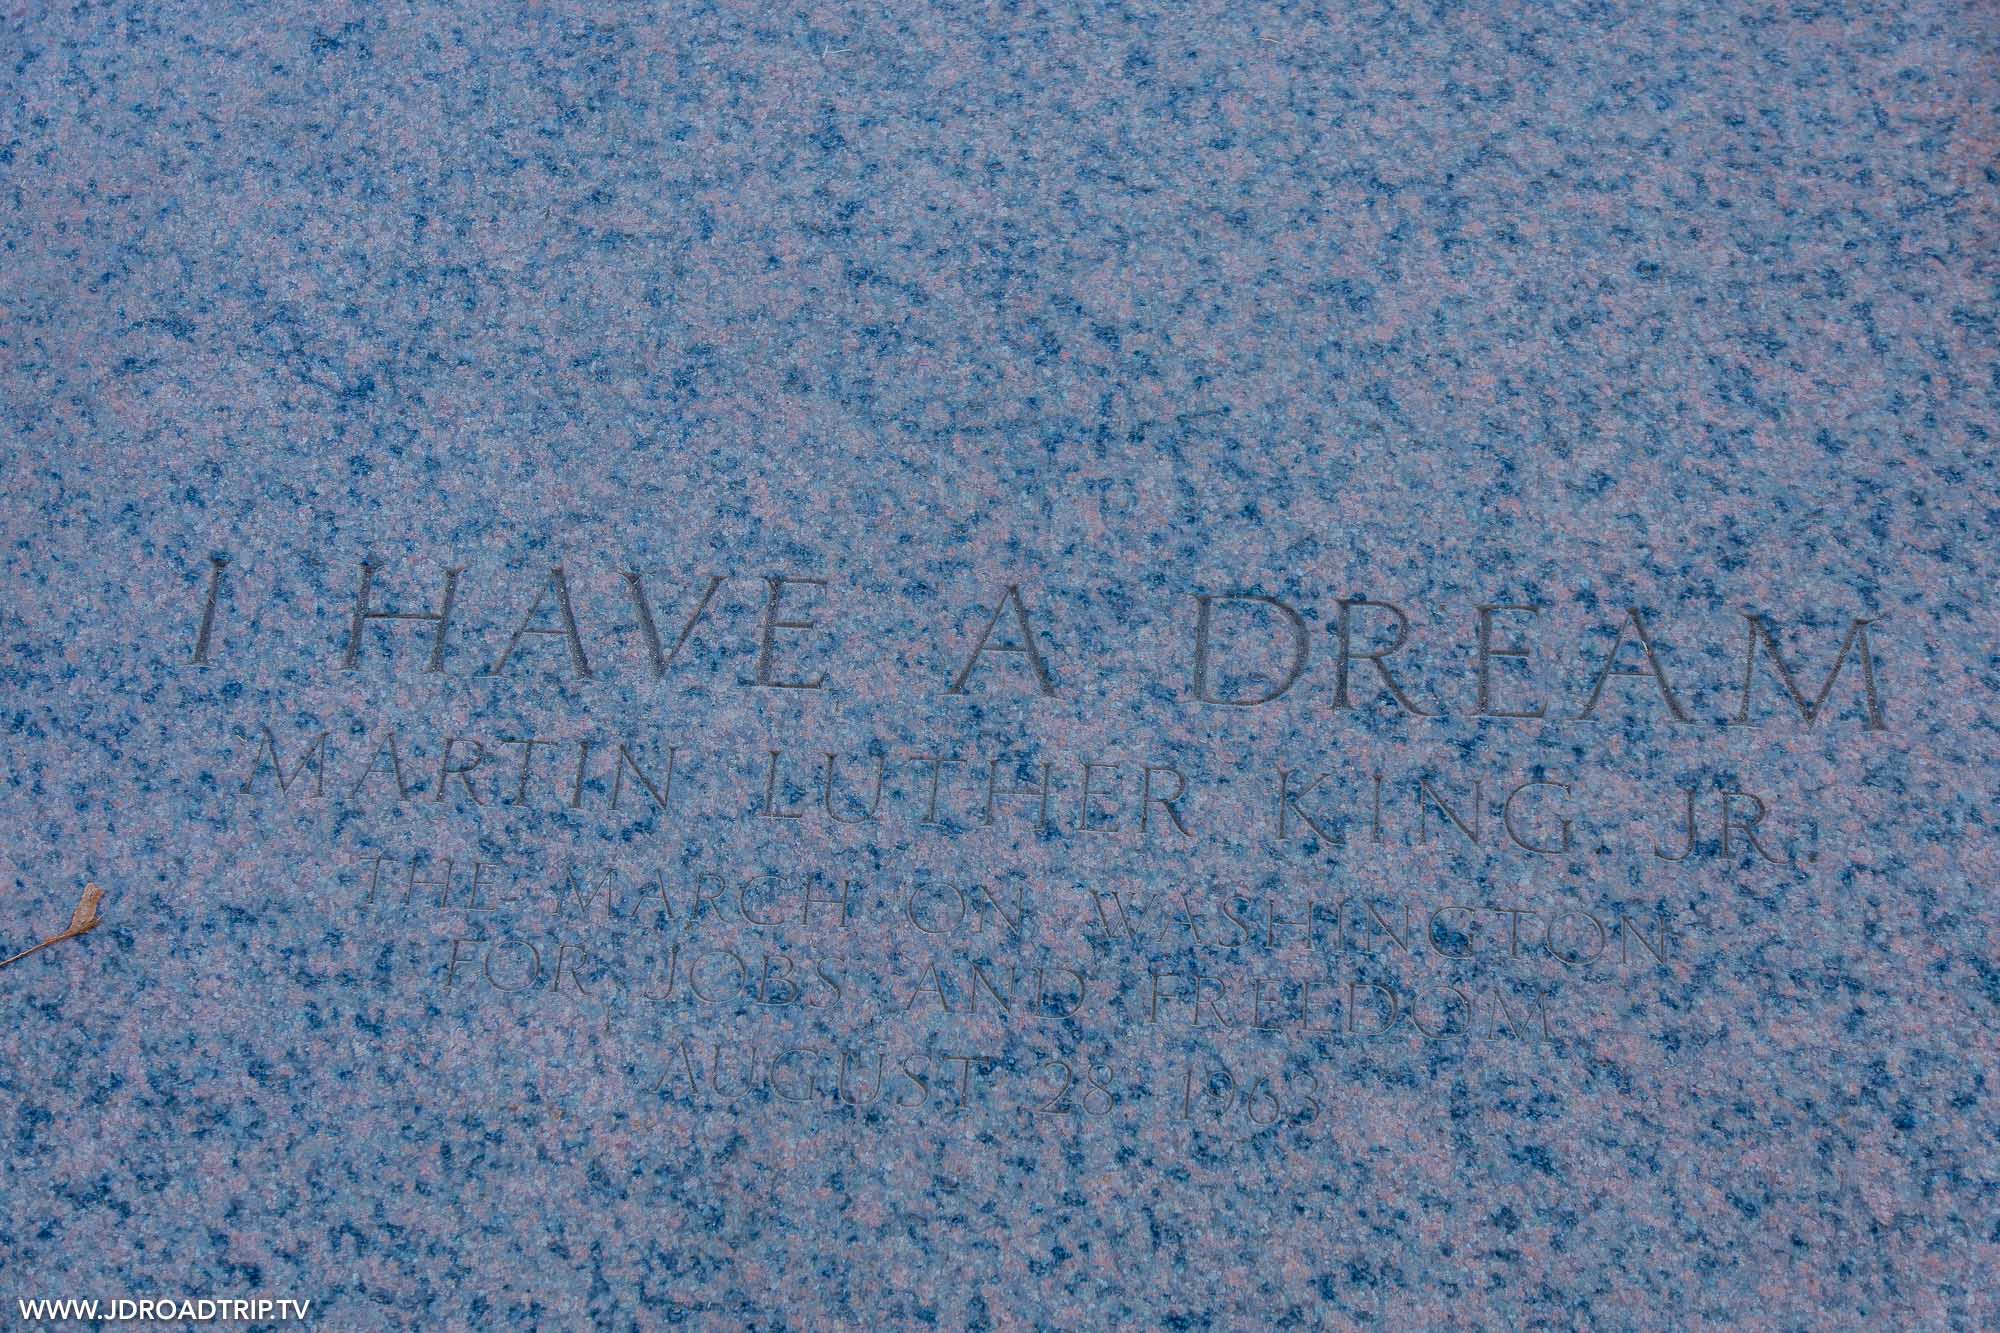 I HAVE A DREAM
MARTIN LUTHER KING, JR.
THE MARCH ON WASHINGTON
FOR JOBS AND FREEDOM
AUGUST 28 1963
WWW.JDROADTRIP.TV